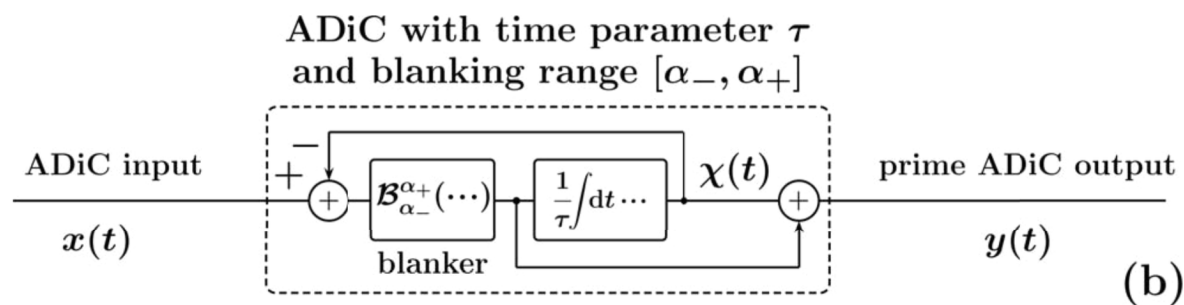 ADiC with time parameter τ
and blanking range [α₋, α₊]
ADiC input
prime ADiC output
−
+
+
𝓑^{α₊}_{α₋}(⋯)
1/τ ∫dt ⋯
χ(t)
+
x(t)
y(t)
blanker
(b)